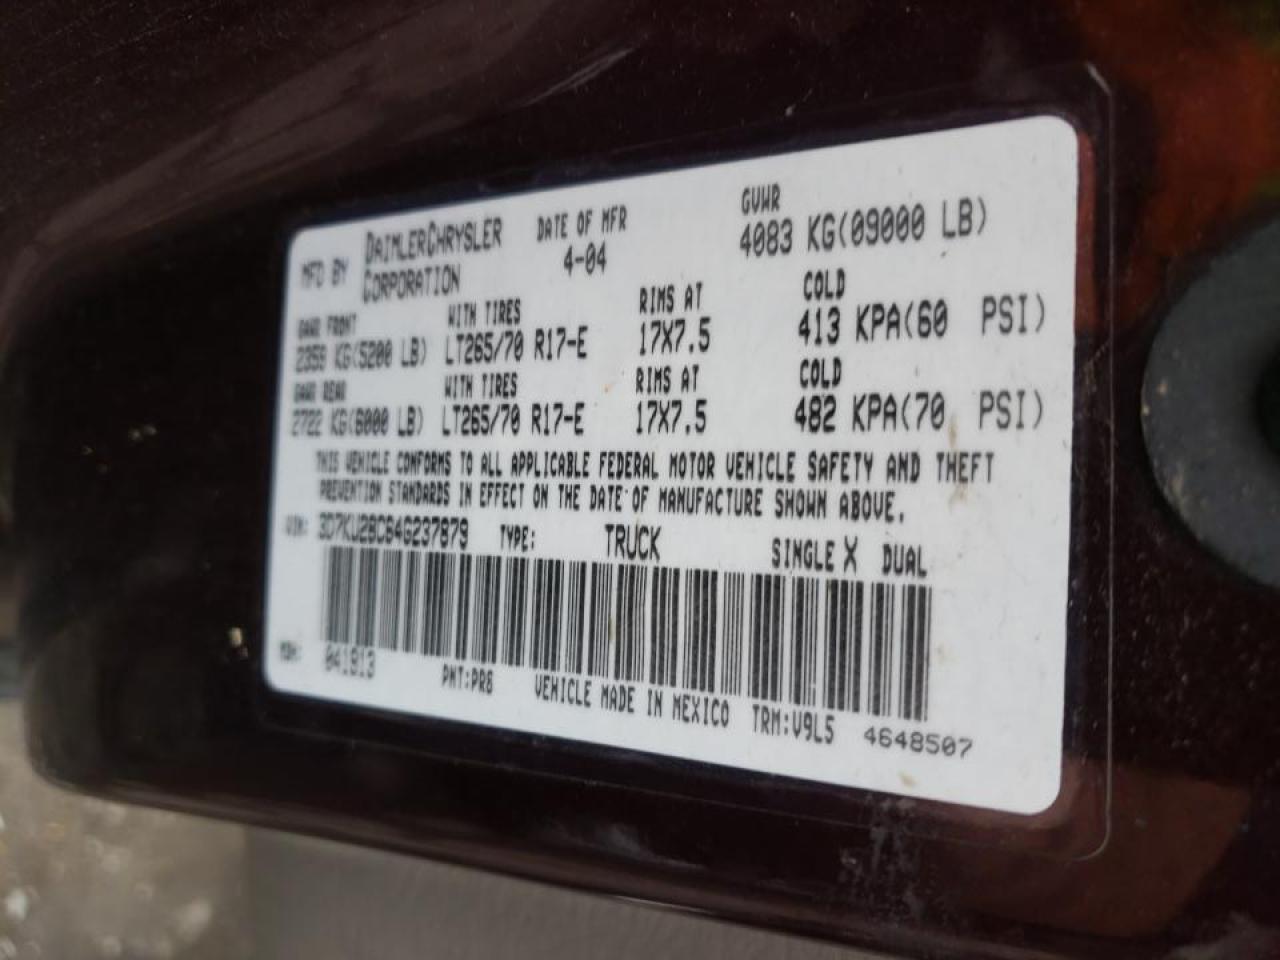 MFD BY DAIMLERCHRYSLER CORPORATION
DATE OF MFR 4-04
GVWR 4083 KG(09000 LB)
GAWR FRONT WITH TIRES RIMS AT COLD
2359 KG(5200 LB) LT265/70 R17-E 17X7.5 413 KPA(60 PSI)
GAWR REAR WITH TIRES RIMS AT COLD
2722 KG(6000 LB) LT265/70 R17-E 17X7.5 482 KPA(70 PSI)
THIS VEHICLE CONFORMS TO ALL APPLICABLE FEDERAL MOTOR VEHICLE SAFETY AND THEFT
PREVENTION STANDARDS IN EFFECT ON THE DATE OF MANUFACTURE SHOWN ABOVE.
VIN: 3D7KU28C64G237879 TYPE: TRUCK SINGLE X DUAL
MDH: 041913 PNT:PR6 VEHICLE MADE IN MEXICO TRM:V9L5 4648507